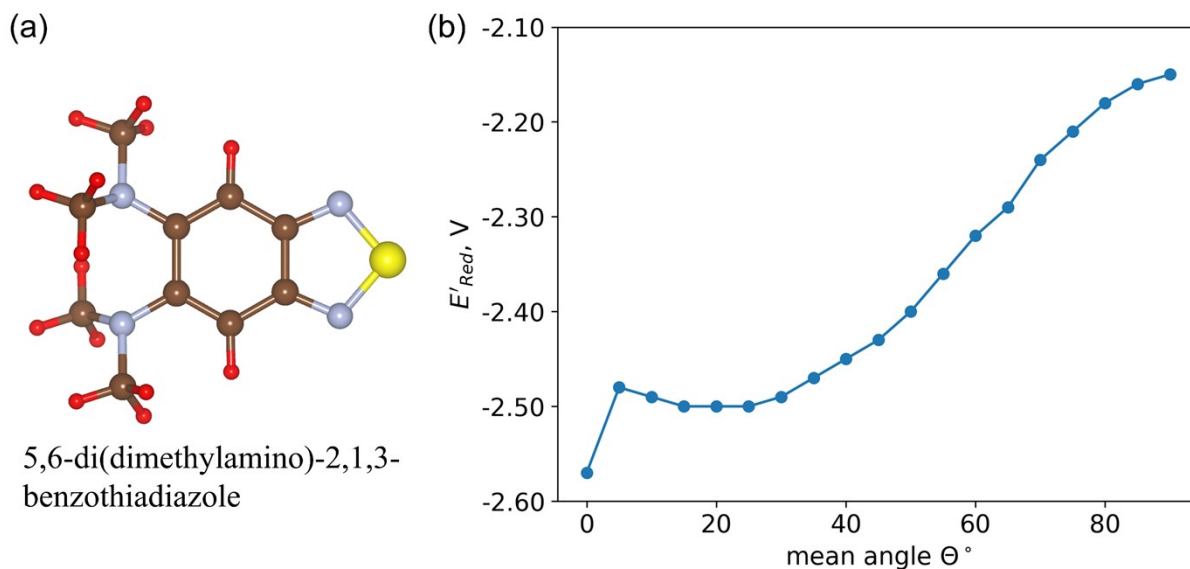 (a)
5,6-di(dimethylamino)-2,1,3-
benzothiadiazole
(b)
E'Red, V
-2.10
-2.20
-2.30
-2.40
-2.50
-2.60
0 20 40 60 80
mean angle Θ°